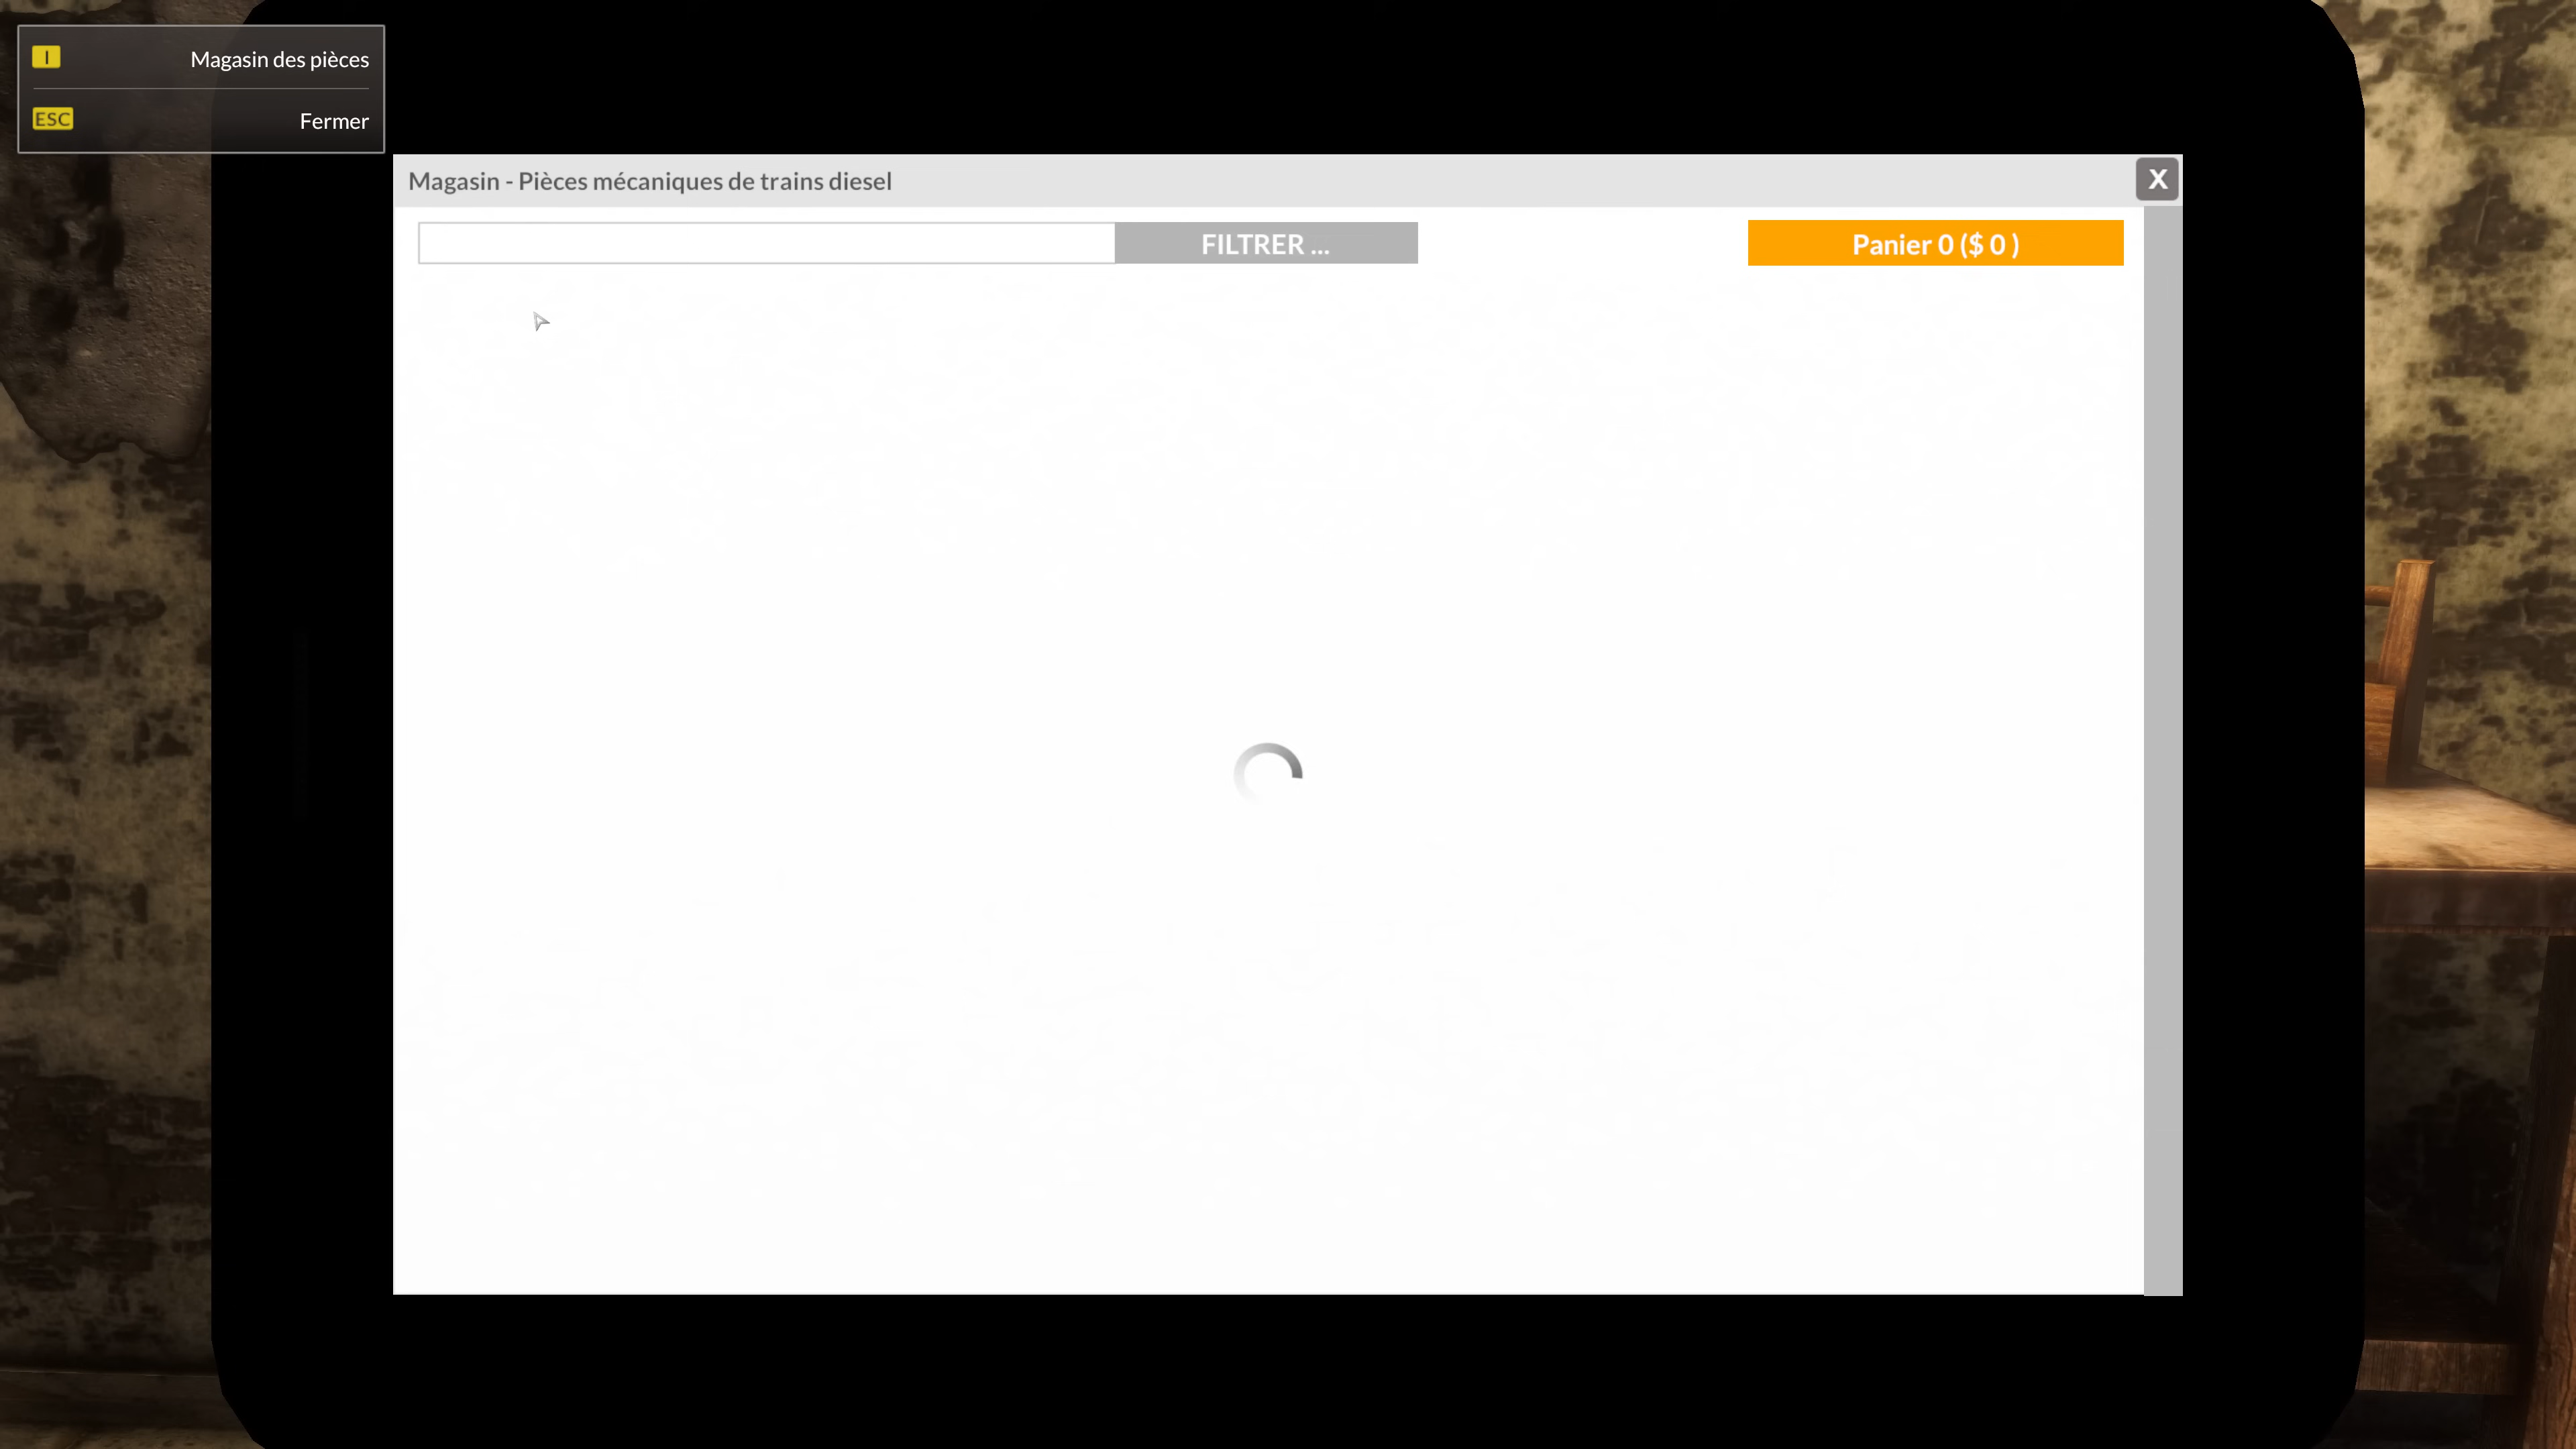 I Magasin des pièces
ESC Fermer
Magasin - Pièces mécaniques de trains diesel X
FILTRER ... Panier 0 ($ 0 )